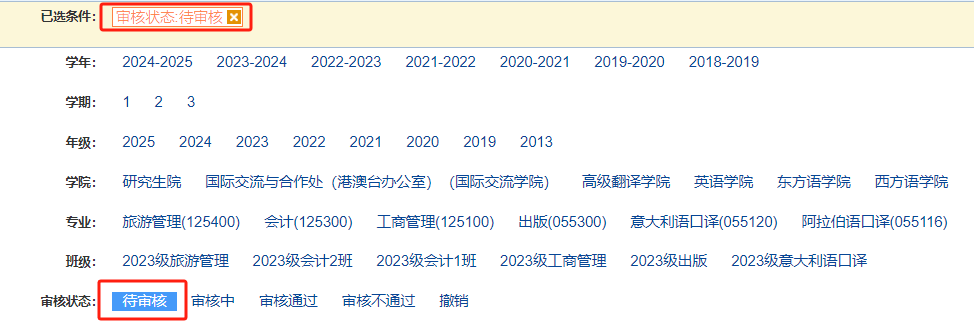 已选条件： 审核状态:待审核
学年： 2024-2025 2023-2024 2022-2023 2021-2022 2020-2021 2019-2020 2018-2019
学期： 1 2 3
年级： 2025 2024 2023 2022 2021 2020 2019 2013
学院： 研究生院 国际交流与合作处（港澳台办公室）（国际交流学院） 高级翻译学院 英语学院 东方语学院 西方语学院
专业： 旅游管理(125400) 会计(125300) 工商管理(125100) 出版(055300) 意大利语口译(055120) 阿拉伯语口译(055116)
班级： 2023级旅游管理 2023级会计2班 2023级会计1班 2023级工商管理 2023级出版 2023级意大利语口译
审核状态： 待审核 审核中 审核通过 审核不通过 撤销